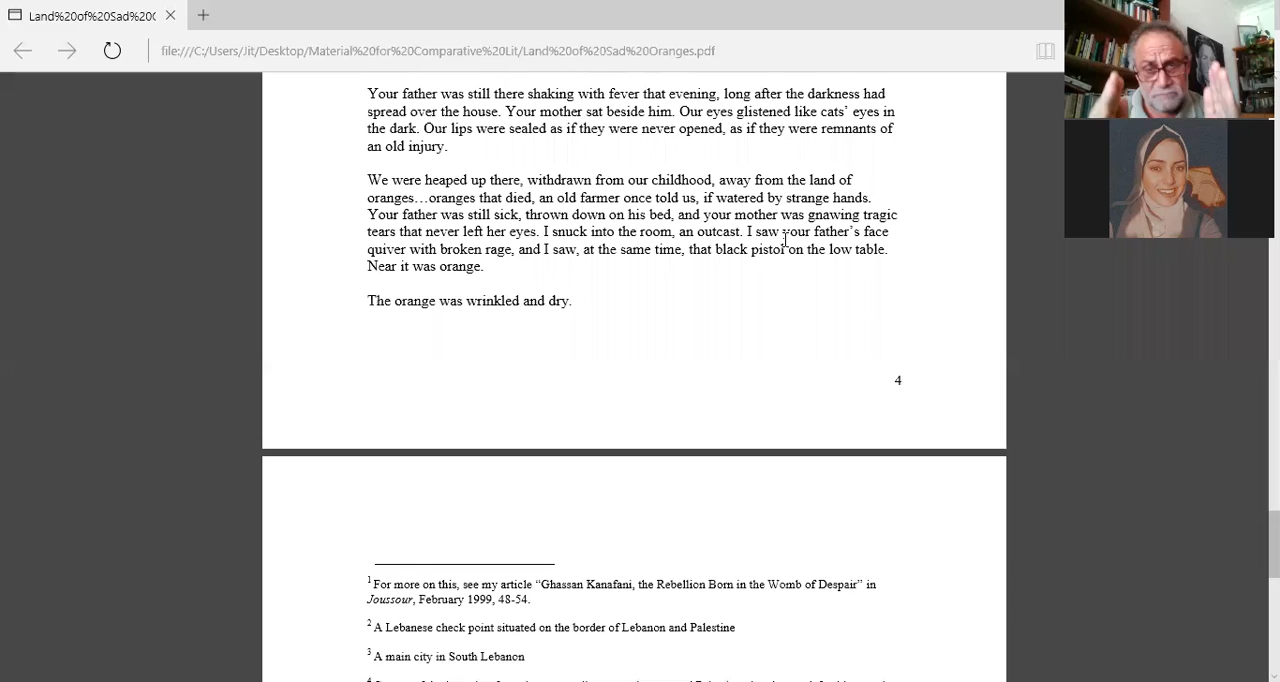 Land%20of%20Sad%20C
file:///C:/Users/Jit/Desktop/Material%20for%20Comparative%20Lit/Land%20of%20Sad%20Oranges.pdf
Your father was still there shaking with fever that evening, long after the darkness had
spread over the house. Your mother sat beside him. Our eyes glistened like cats’ eyes in
the dark. Our lips were sealed as if they were never opened, as if they were remnants of
an old injury.
We were heaped up there, withdrawn from our childhood, away from the land of
oranges…oranges that died, an old farmer once told us, if watered by strange hands.
Your father was still sick, thrown down on his bed, and your mother was gnawing tragic
tears that never left her eyes. I snuck into the room, an outcast. I saw your father’s face
quiver with broken rage, and I saw, at the same time, that black pistol on the low table.
Near it was orange.
The orange was wrinkled and dry.
4
1 For more on this, see my article “Ghassan Kanafani, the Rebellion Born in the Womb of Despair” in
Joussour, February 1999, 48-54.
2 A Lebanese check point situated on the border of Lebanon and Palestine
3 A main city in South Lebanon